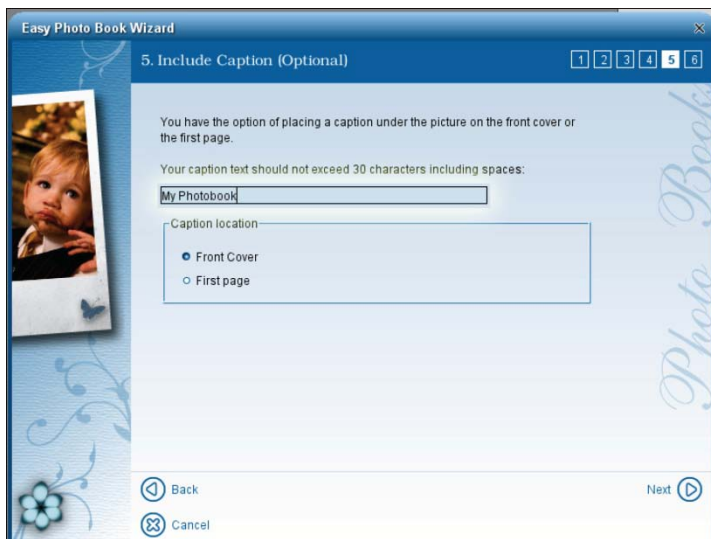 Easy Photo Book Wizard
5. Include Caption (Optional)
1 2 3 4 5 6
You have the option of placing a caption under the picture on the front cover or
the first page.
Your caption text should not exceed 30 characters including spaces:
My Photobook
Caption location
Front Cover
First page
Photo Book
Back
Next
Cancel